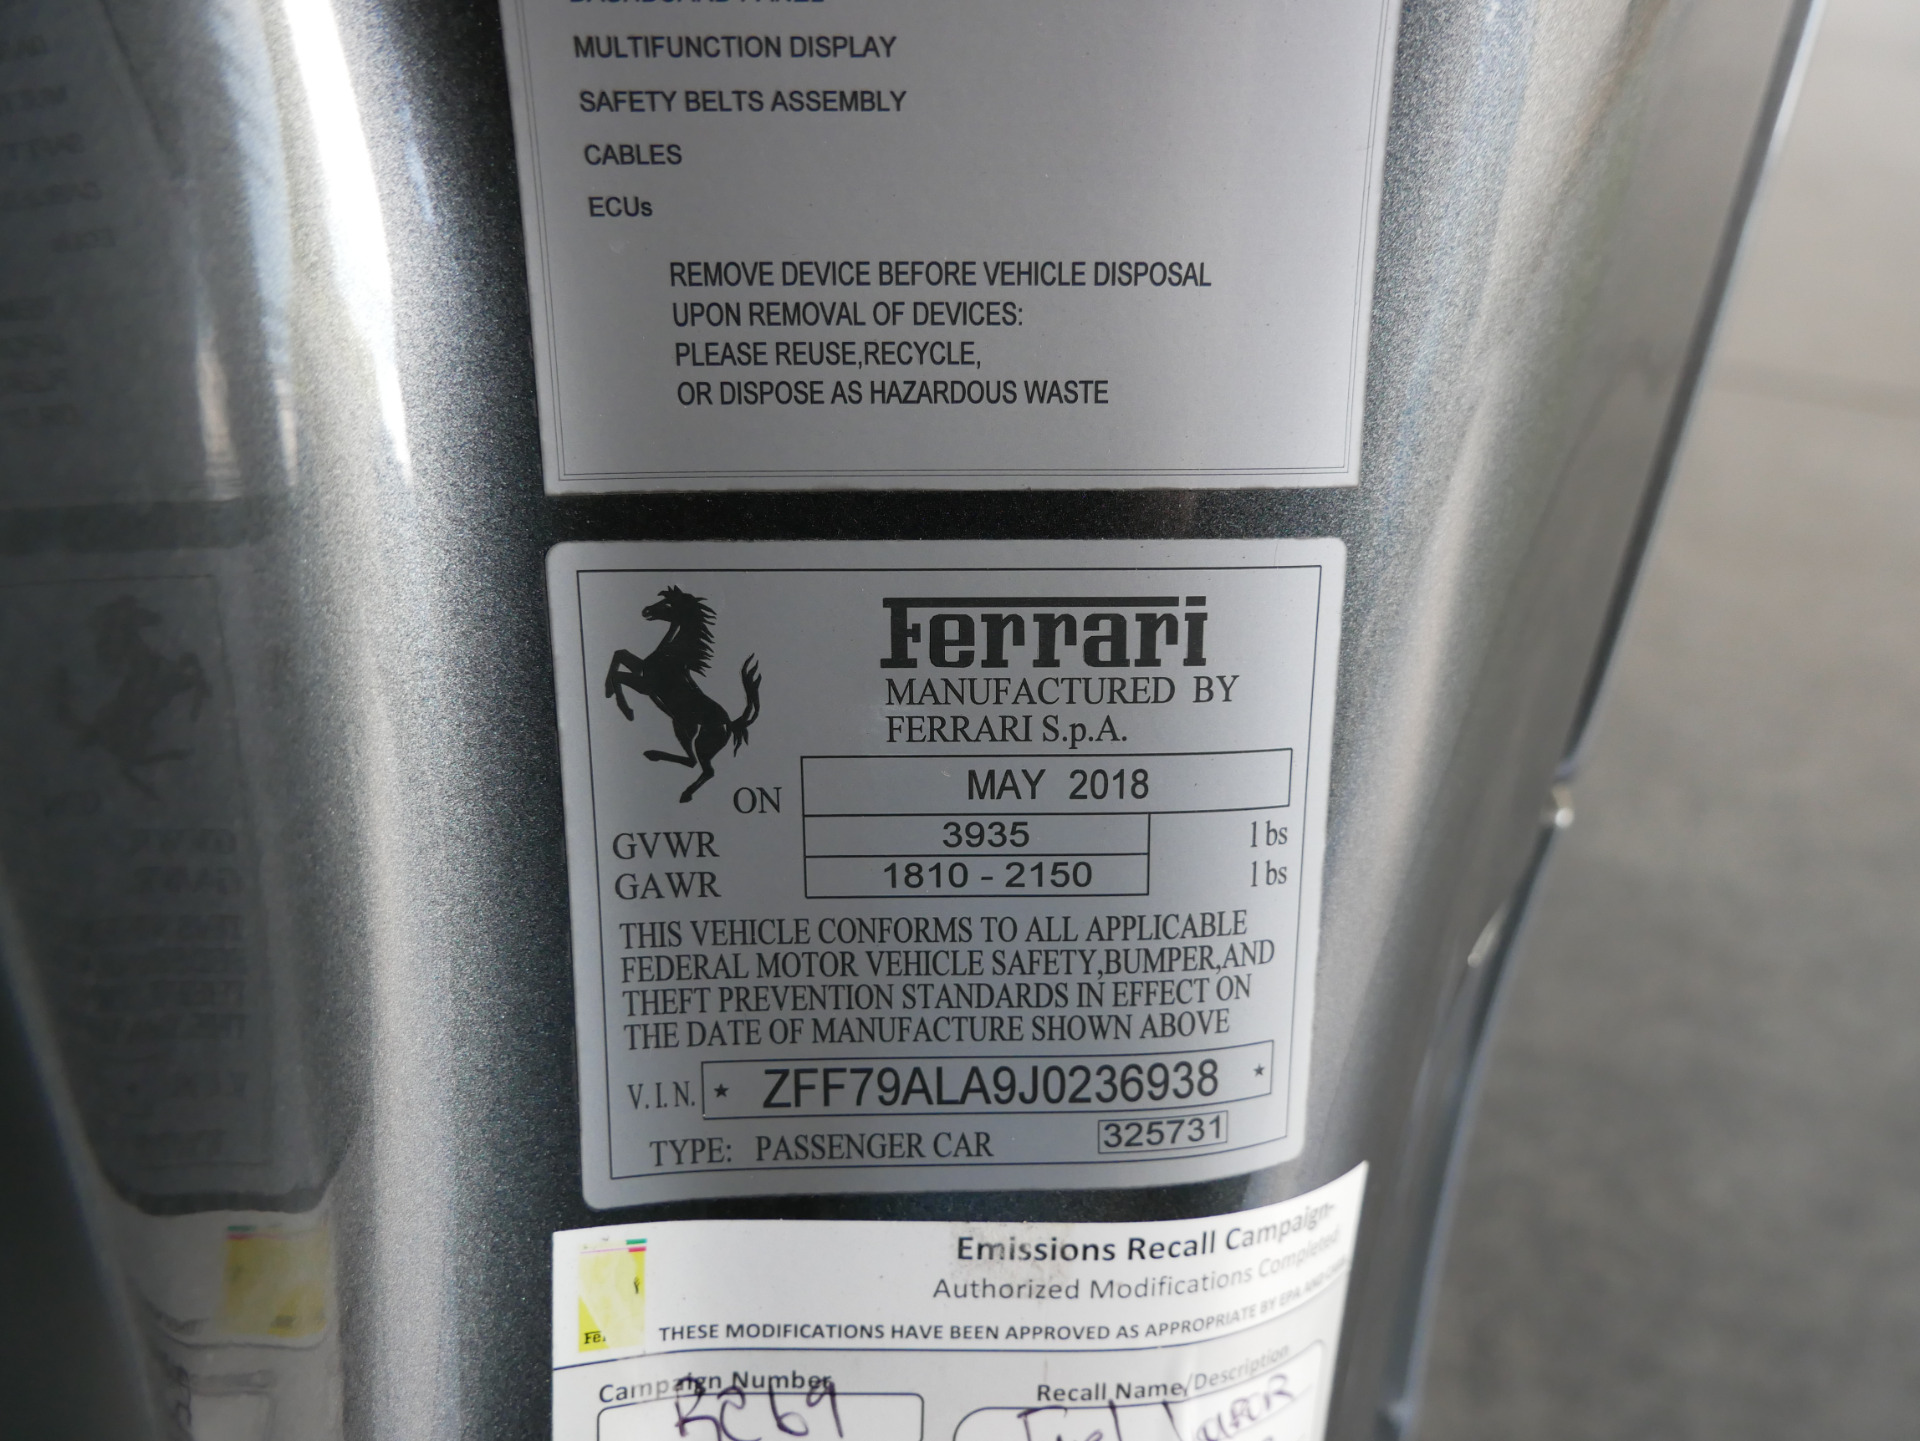 MULTIFUNCTION DISPLAY
SAFETY BELTS ASSEMBLY
CABLES
ECUs
REMOVE DEVICE BEFORE VEHICLE DISPOSAL
UPON REMOVAL OF DEVICES:
PLEASE REUSE,RECYCLE,
OR DISPOSE AS HAZARDOUS WASTE
Ferrari
MANUFACTURED BY
FERRARI S.p.A.
ON MAY 2018
GVWR 3935 lbs
GAWR 1810 - 2150 lbs
THIS VEHICLE CONFORMS TO ALL APPLICABLE
FEDERAL MOTOR VEHICLE SAFETY,BUMPER,AND
THEFT PREVENTION STANDARDS IN EFFECT ON
THE DATE OF MANUFACTURE SHOWN ABOVE
V.I.N. * ZFF79ALA9J0236938 *
TYPE: PASSENGER CAR 325731
Emissions Recall Campaign-
Authorized Modifications Completed
THESE MODIFICATIONS HAVE BEEN APPROVED AS APPROPRIATE BY EPA AND
Campaign Number Recall Name/Description
RC69